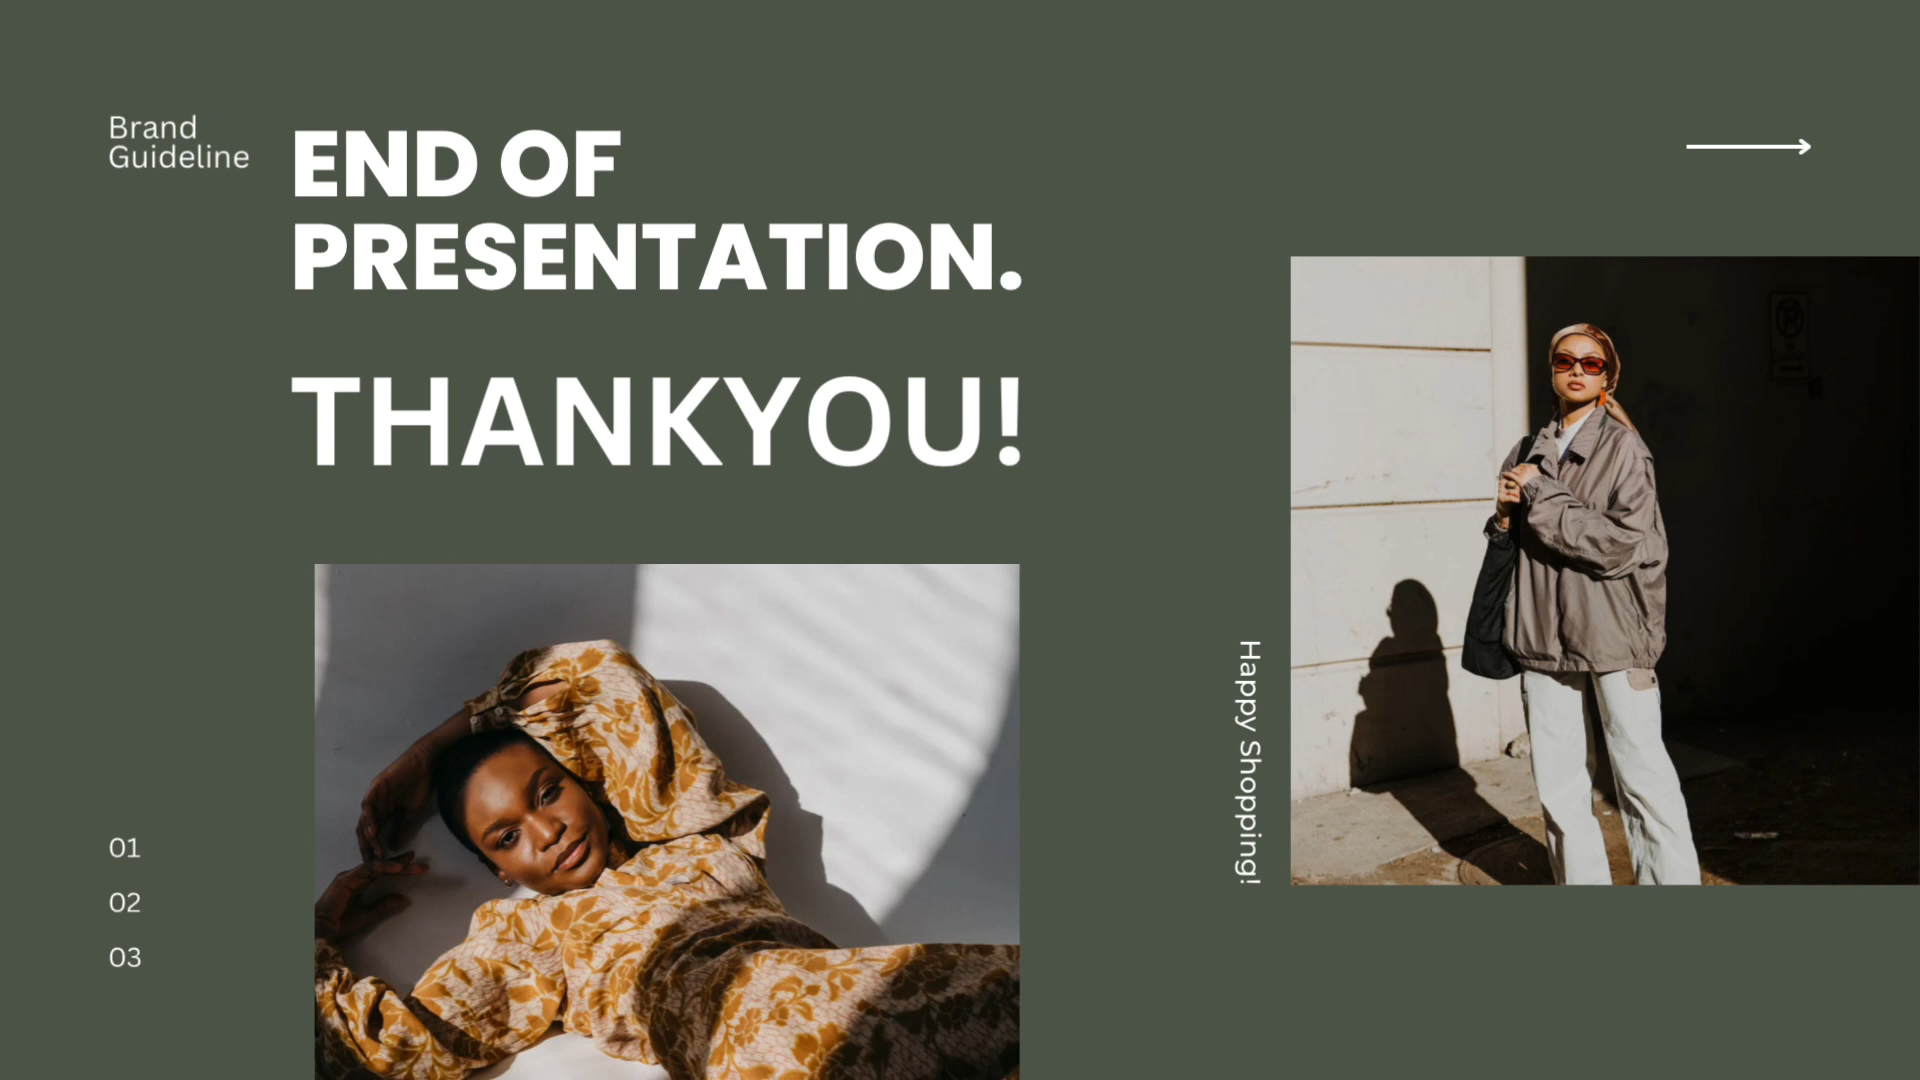 Brand
Guideline
END OF
PRESENTATION.
THANKYOU!
Happy Shopping!
01
02
03